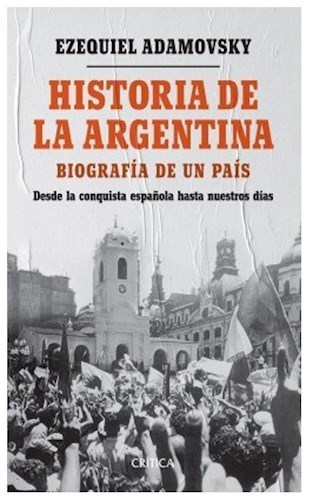 EZEQUIEL ADAMOVSKY
HISTORIA DE
LA ARGENTINA
BIOGRAFÍA DE UN PAÍS
Desde la conquista española hasta nuestros días
CRÍTICA